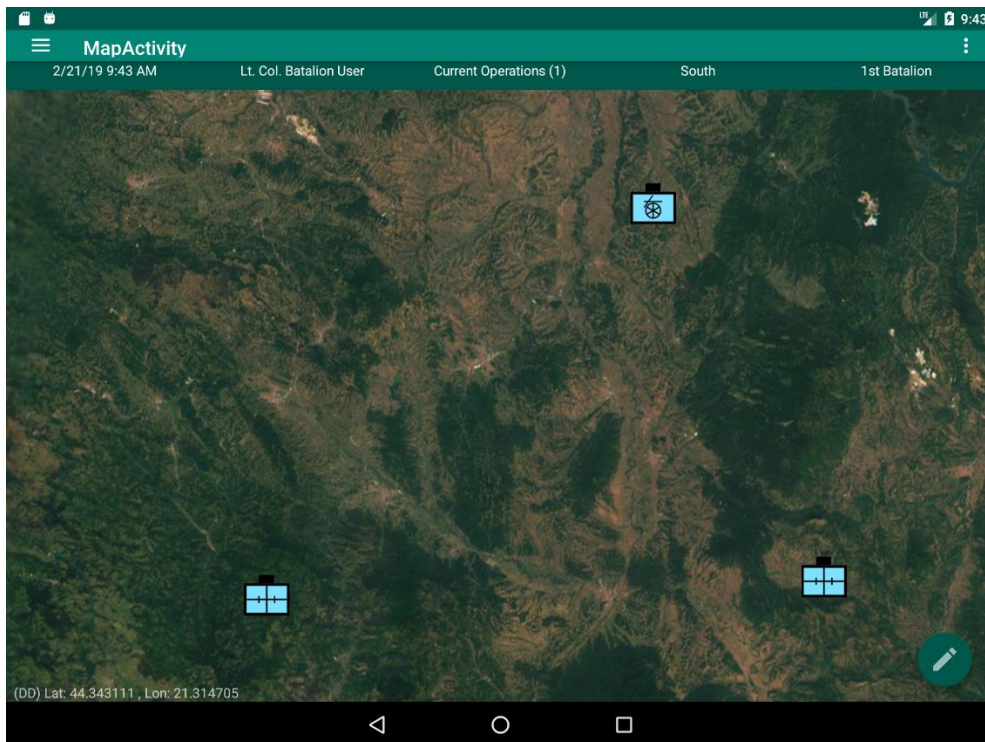 LTE 9:43
MapActivity
2/21/19 9:43 AM Lt. Col. Batalion User Current Operations (1) South 1st Batalion
(DD) Lat: 44.343111 , Lon: 21.314705